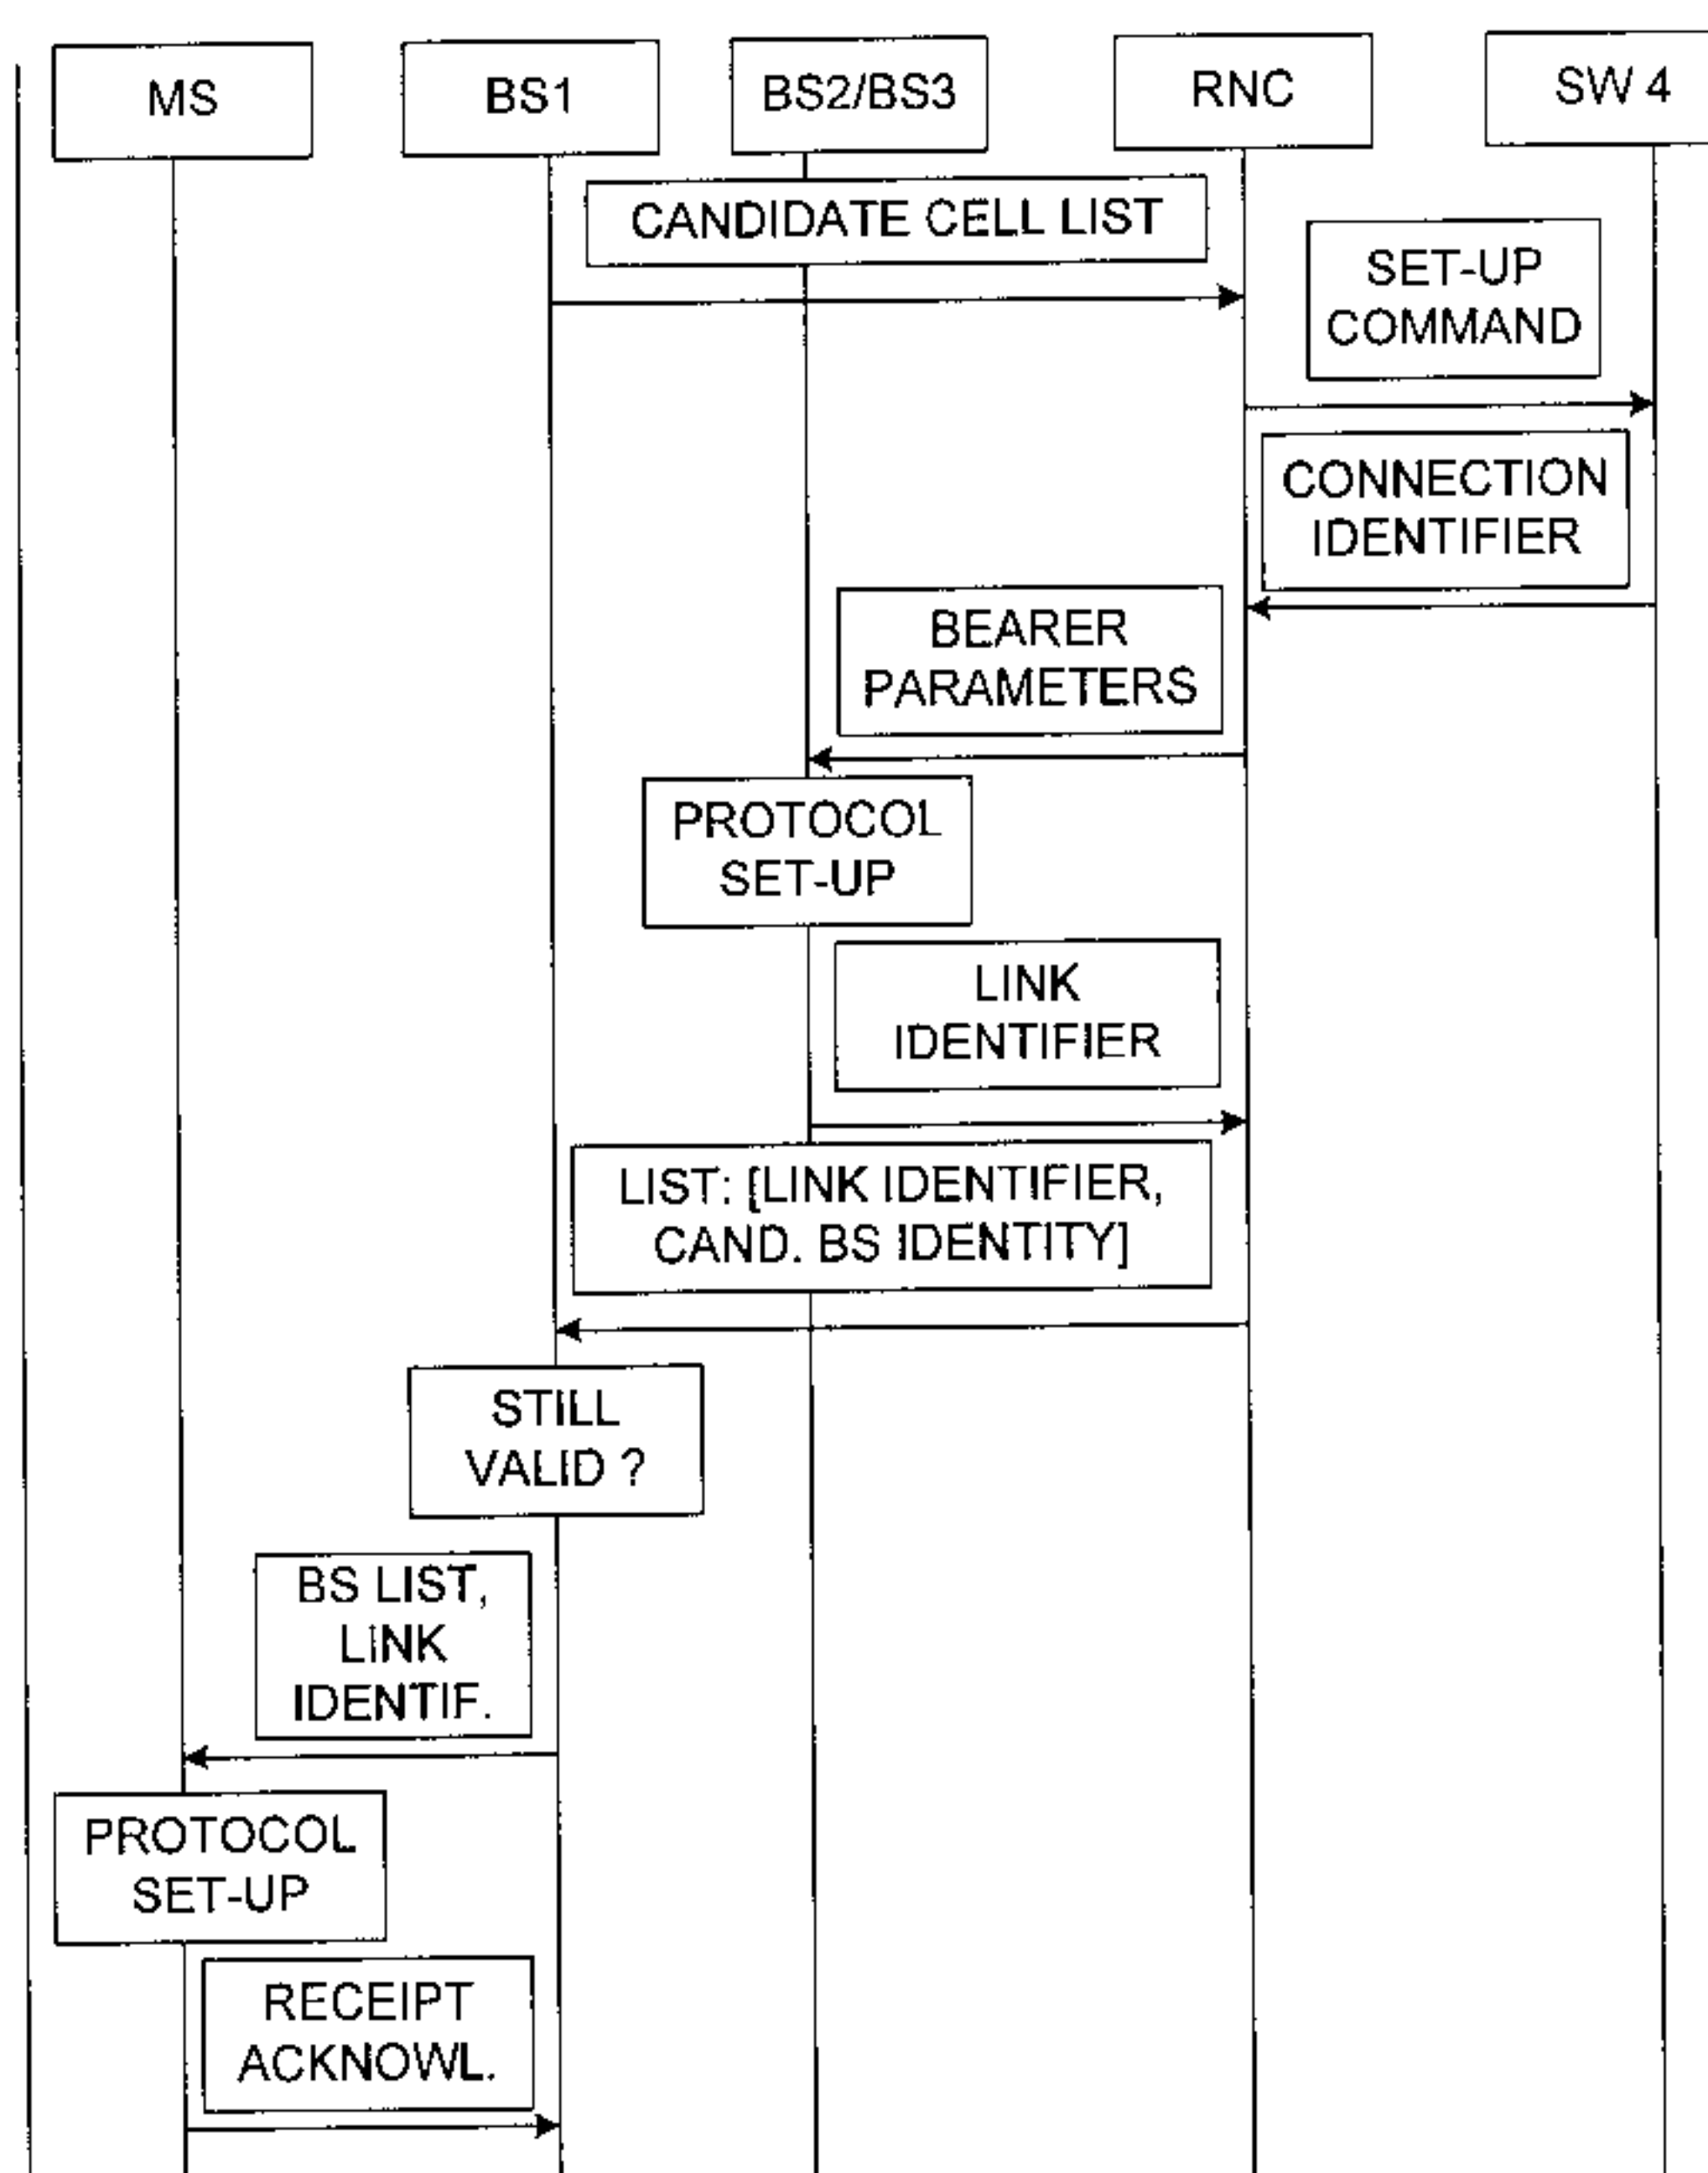 MS
BS1
BS2/BS3
RNC
SW 4
CANDIDATE CELL LIST
SET-UP
COMMAND
CONNECTION
IDENTIFIER
BEARER
PARAMETERS
PROTOCOL
SET-UP
LINK
IDENTIFIER
LIST: [LINK IDENTIFIER,
CAND. BS IDENTITY]
STILL
VALID ?
BS LIST,
LINK
IDENTIF.
PROTOCOL
SET-UP
RECEIPT
ACKNOWL.